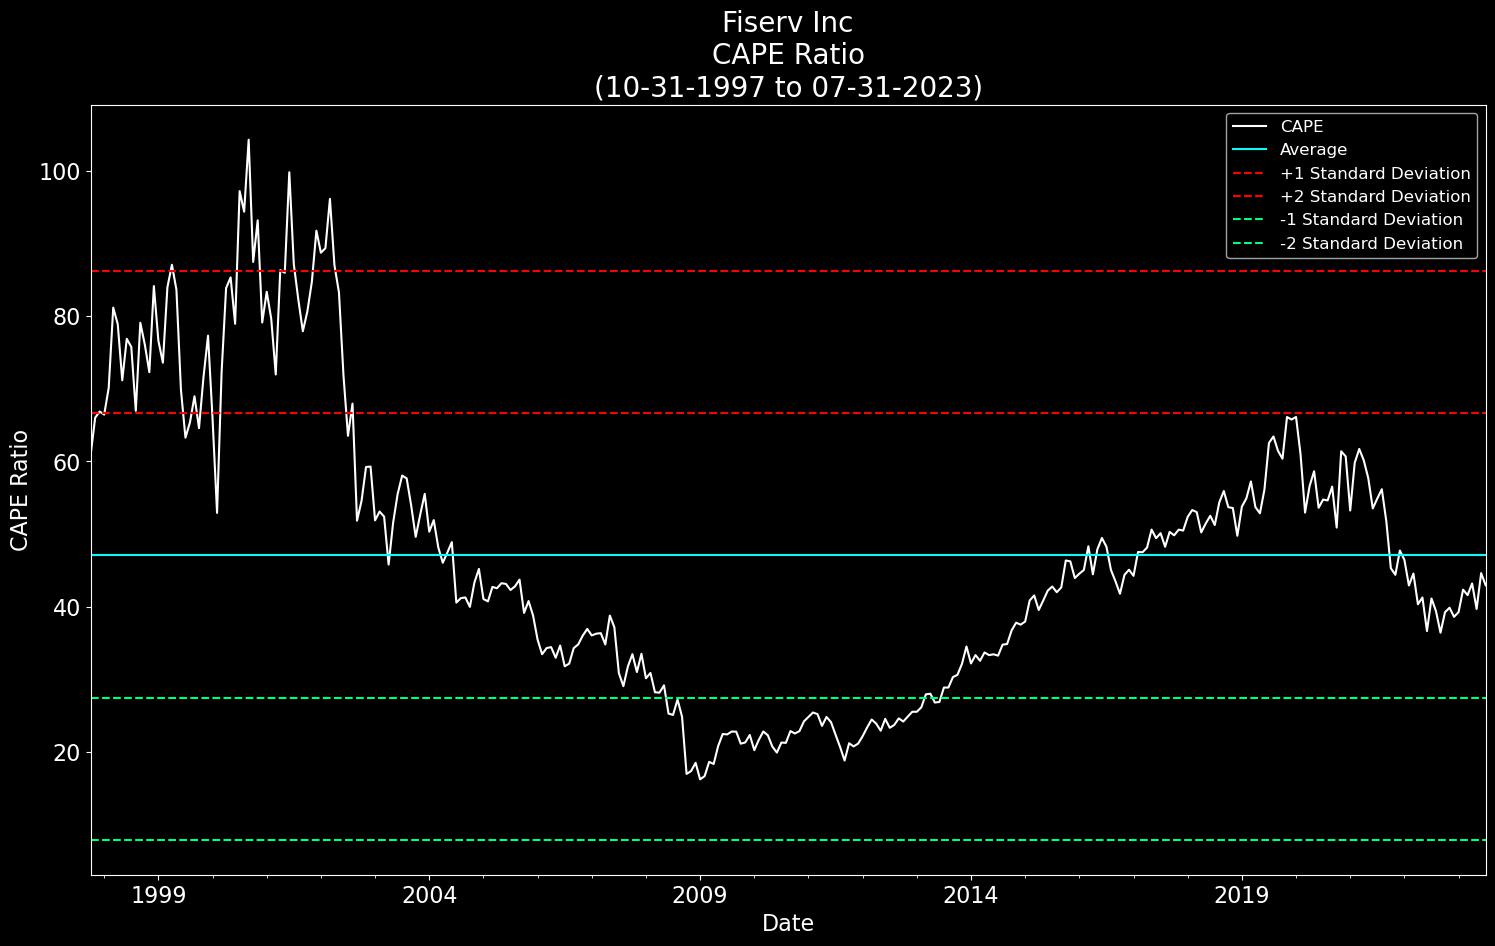 Fiserv Inc
CAPE Ratio
(10-31-1997 to 07-31-2023)
CAPE
Average
+1 Standard Deviation
+2 Standard Deviation
-1 Standard Deviation
-2 Standard Deviation
100
80
60
40
20
CAPE Ratio
1999
2004
2009
2014
2019
Date